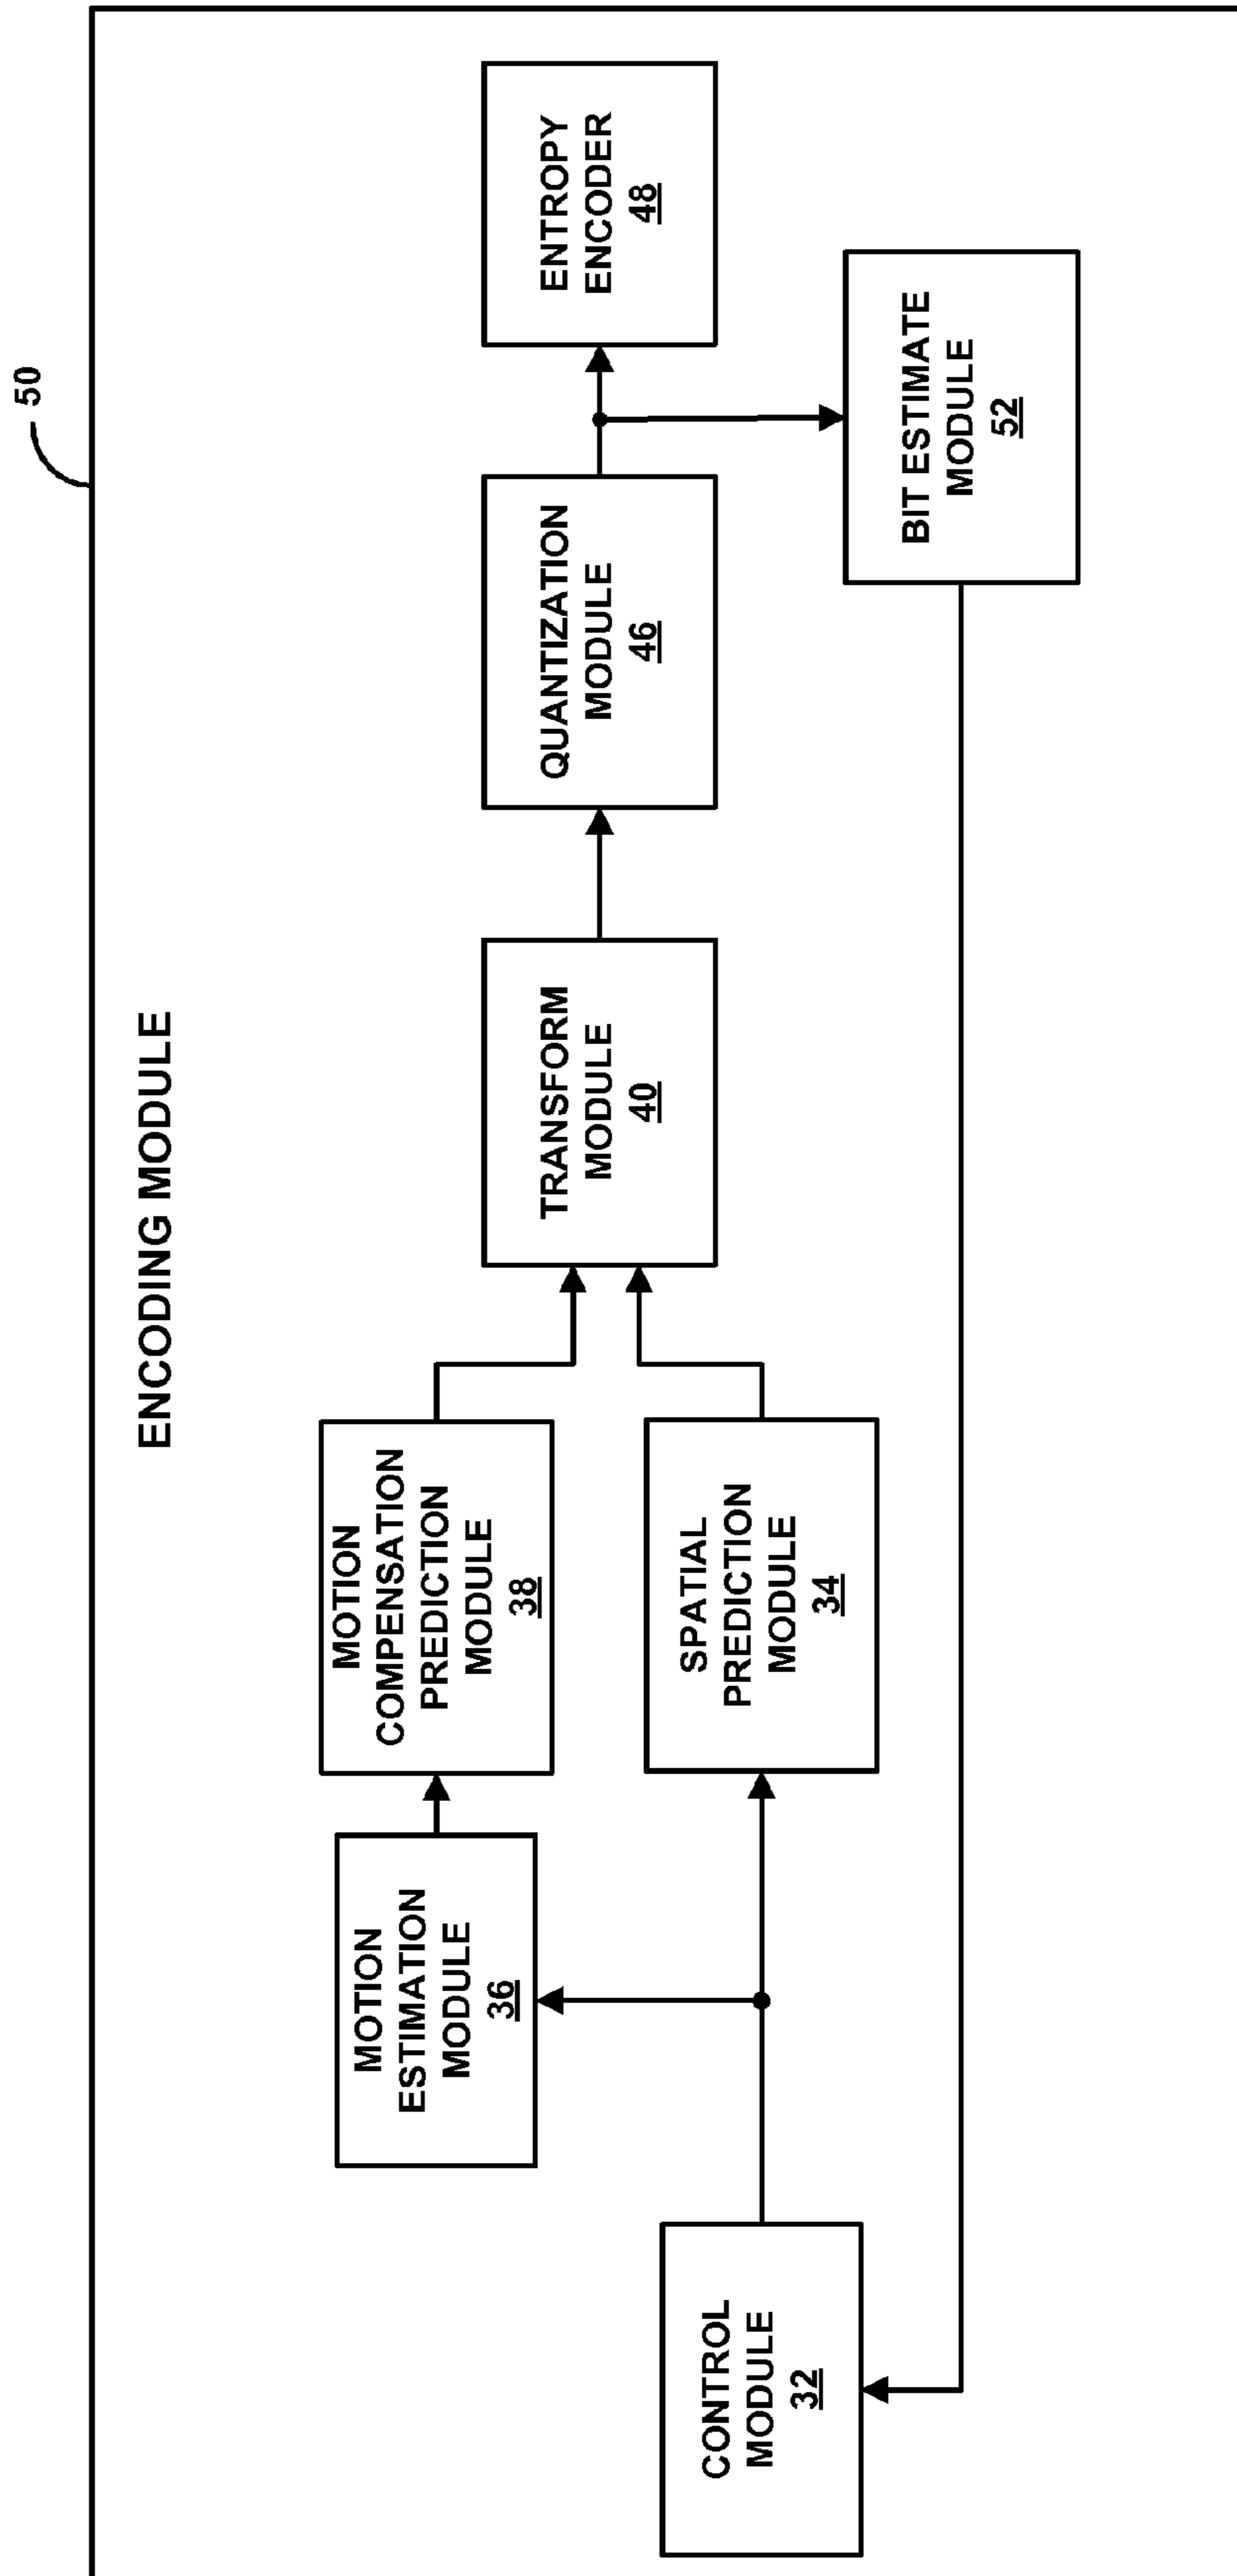 50
ENCODING MODULE
MOTION
ESTIMATION
MODULE
36
MOTION
COMPENSATION
PREDICTION
MODULE
38
CONTROL
MODULE
32
SPATIAL
PREDICTION
MODULE
34
TRANSFORM
MODULE
40
QUANTIZATION
MODULE
46
ENTROPY
ENCODER
48
BIT ESTIMATE
MODULE
52